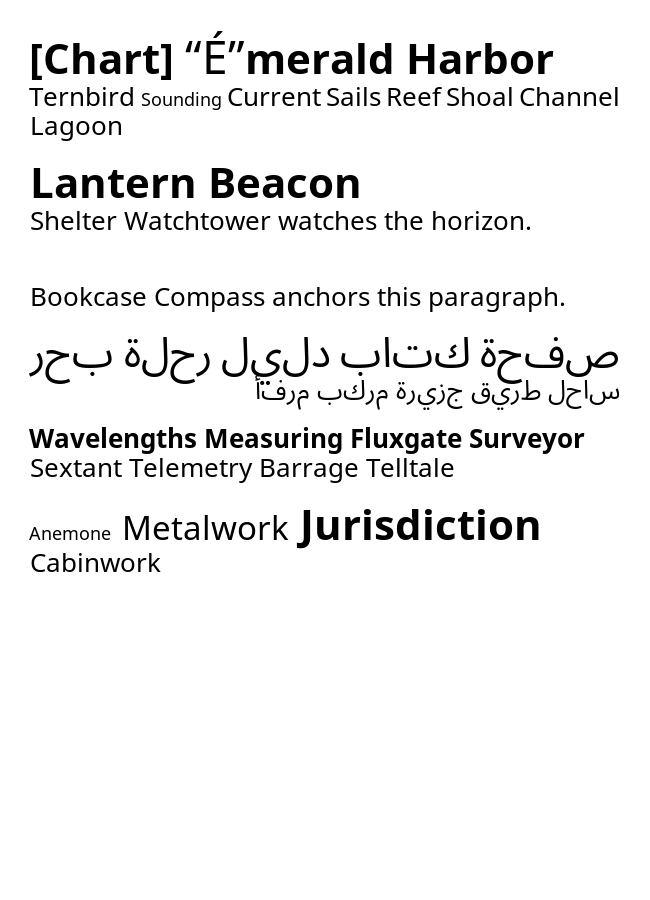 [Chart] “É”merald Harbor
Ternbird Sounding Current Sails Reef Shoal Channel
Lagoon
Lantern Beacon
Shelter Watchtower watches the horizon.
Bookcase Compass anchors this paragraph.
صفحة كتاب دليل رحلة بحر
ساحل طريق جزيرة مركب مرفأ
Wavelengths Measuring Fluxgate Surveyor
Sextant Telemetry Barrage Telltale
Anemone Metalwork Jurisdiction
Cabinwork